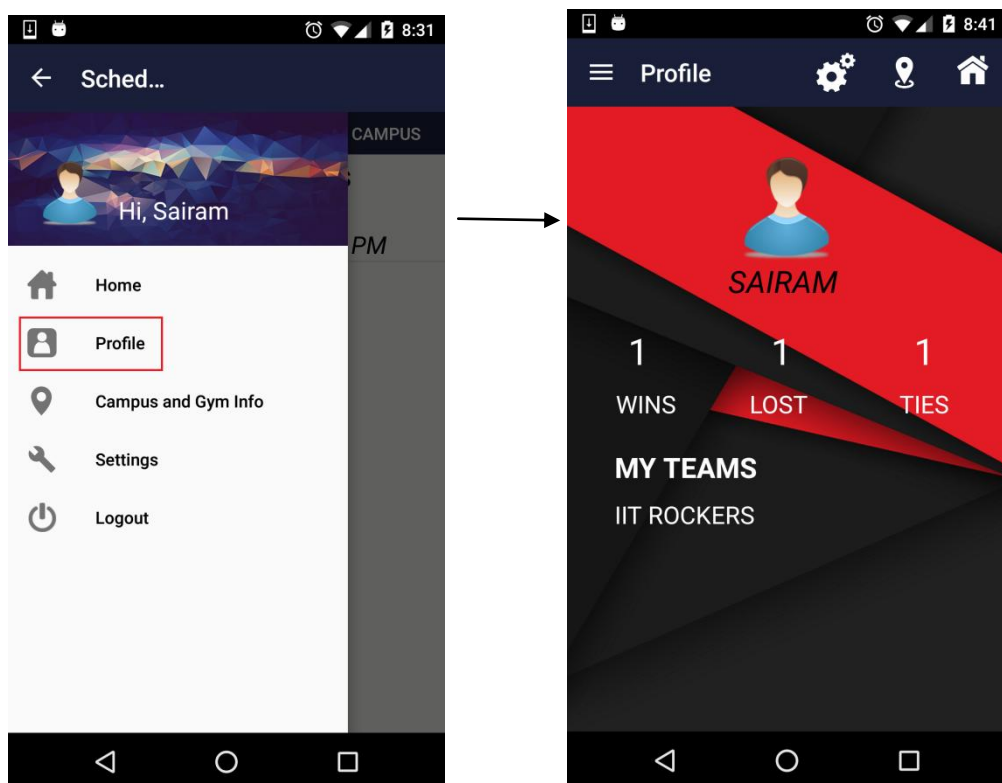 8:31
Sched...
CAMPUS
Hi, Sairam
PM
Home
Profile
Campus and Gym Info
Settings
Logout
8:41
Profile
SAIRAM
1 1 1
WINS LOST TIES
MY TEAMS
IIT ROCKERS